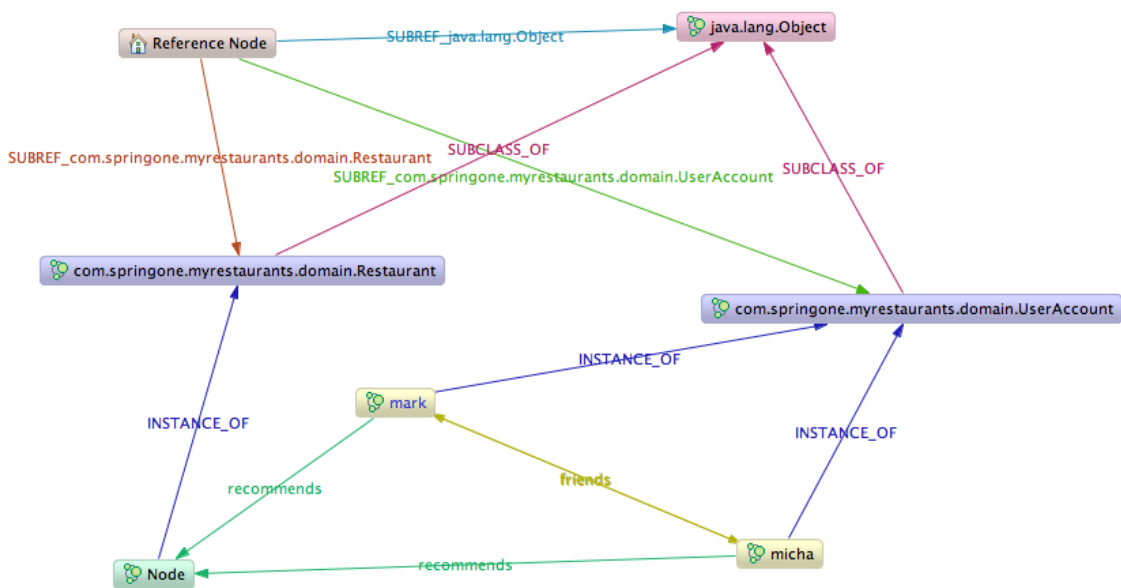 Reference Node
java.lang.Object
SUBREF_java.lang.Object
SUBREF_com.springone.myrestaurants.domain.Restaurant
SUBCLASS_OF
SUBREF_com.springone.myrestaurants.domain.UserAccount
SUBCLASS_OF
com.springone.myrestaurants.domain.Restaurant
com.springone.myrestaurants.domain.UserAccount
INSTANCE_OF
mark
INSTANCE_OF
INSTANCE_OF
friends
recommends
micha
recommends
Node